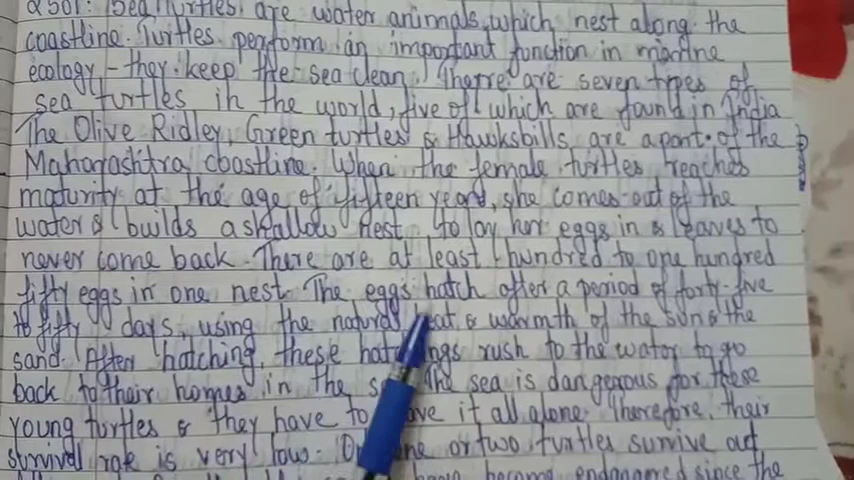 Sea turtles are water animals, which nest along the
coastline. Turtles perform an important function in marine
ecology - they keep the sea clean. There are seven types of
sea turtles in the world, five of which are found in India
The Olive Ridley, Green turtles & Hawksbills are a part of the
Maharashtra coastline. When the female turtles reaches
maturity at the age of fifteen years, she comes out of the
water & builds a shallow nest to lay her eggs in & leaves to
never come back. There are at least hundred to one hundred
fifty eggs in one nest. The eggs hatch after a period of forty-five
to fifty days, using the natural heat & warmth of the sun & the
sand. After hatching, these rush to the water to go
back to their homes in the The sea is dangerous for these
young turtles & they have to it all alone. Therefore, their
survival rate is very low. or two turtles survive out
become endangered since the